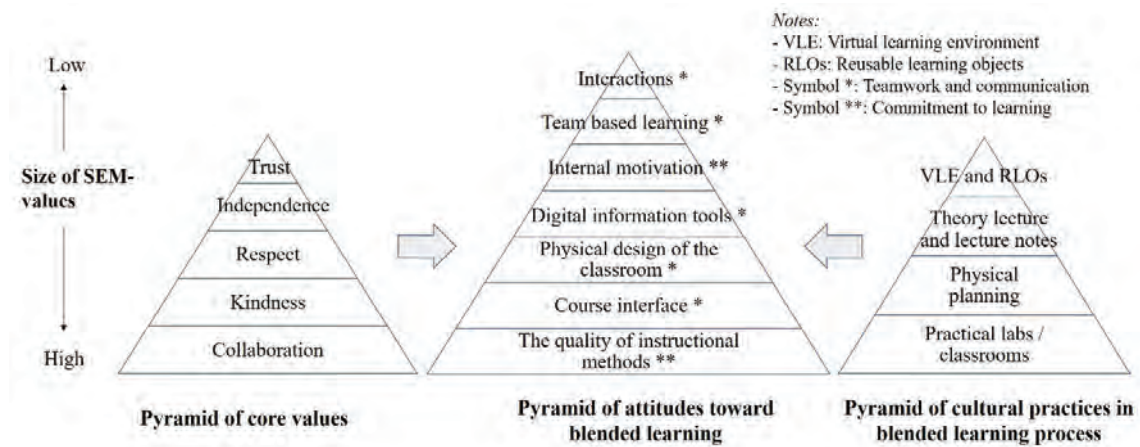 Notes:
- VLE: Virtual learning environment
- RLOs: Reusable learning objects
- Symbol *: Teamwork and communication
- Symbol **: Commitment to learning
Low
Size of SEM-
values
High
Trust
Independence
Respect
Kindness
Collaboration
Pyramid of core values
Interactions *
Team based learning *
Internal motivation **
Digital information tools *
Physical design of the
classroom *
Course interface *
The quality of instructional
methods **
Pyramid of attitudes toward
blended learning
VLE and RLOs
Theory lecture
and lecture notes
Physical
planning
Practical labs /
classrooms
Pyramid of cultural practices in
blended learning process